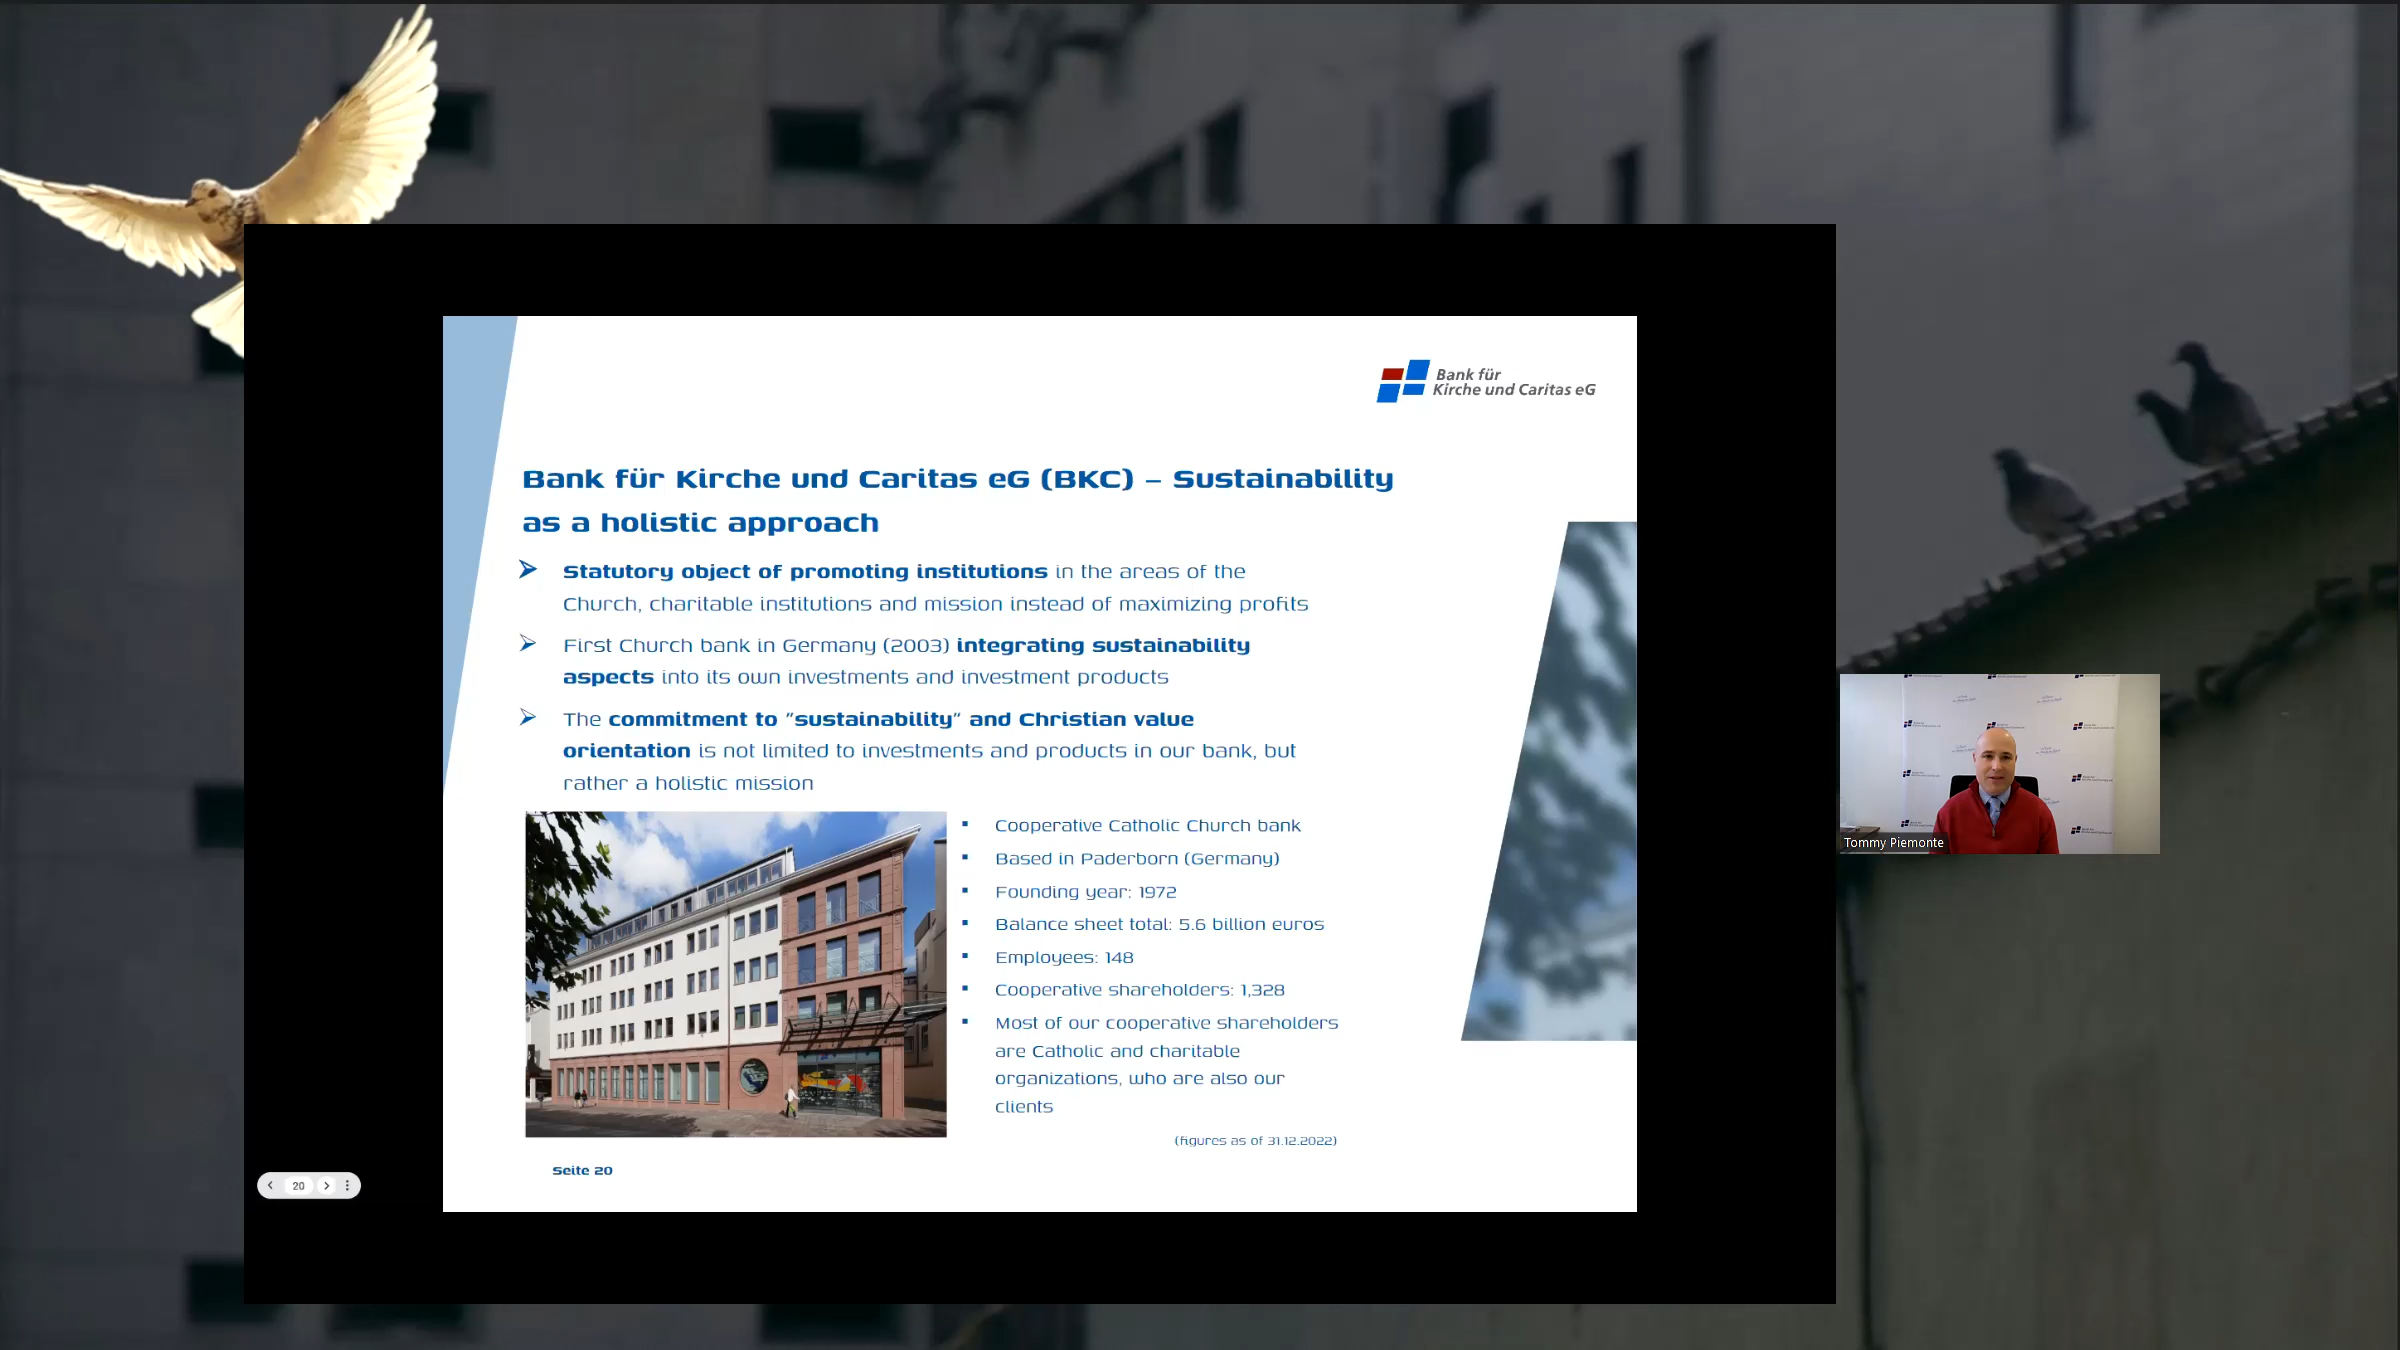 Bank für
Kirche und Caritas eG
Bank für Kirche und Caritas eG (BKC) – Sustainability
as a holistic approach
➢ Statutory object of promoting institutions in the areas of the
Church, charitable institutions and mission instead of maximizing profits
➢ First Church bank in Germany (2003) integrating sustainability
aspects into its own investments and investment products
➢ The commitment to "sustainability" and Christian value
orientation is not limited to investments and products in our bank, but
rather a holistic mission
▪ Cooperative Catholic Church bank
▪ Based in Paderborn (Germany)
▪ Founding year: 1972
▪ Balance sheet total: 5.6 billion euros
▪ Employees: 148
▪ Cooperative shareholders: 1,328
▪ Most of our cooperative shareholders
are Catholic and charitable
organizations, who are also our
clients
(figures as of 31.12.2022)
Seite 20
20
Tommy Piemonte